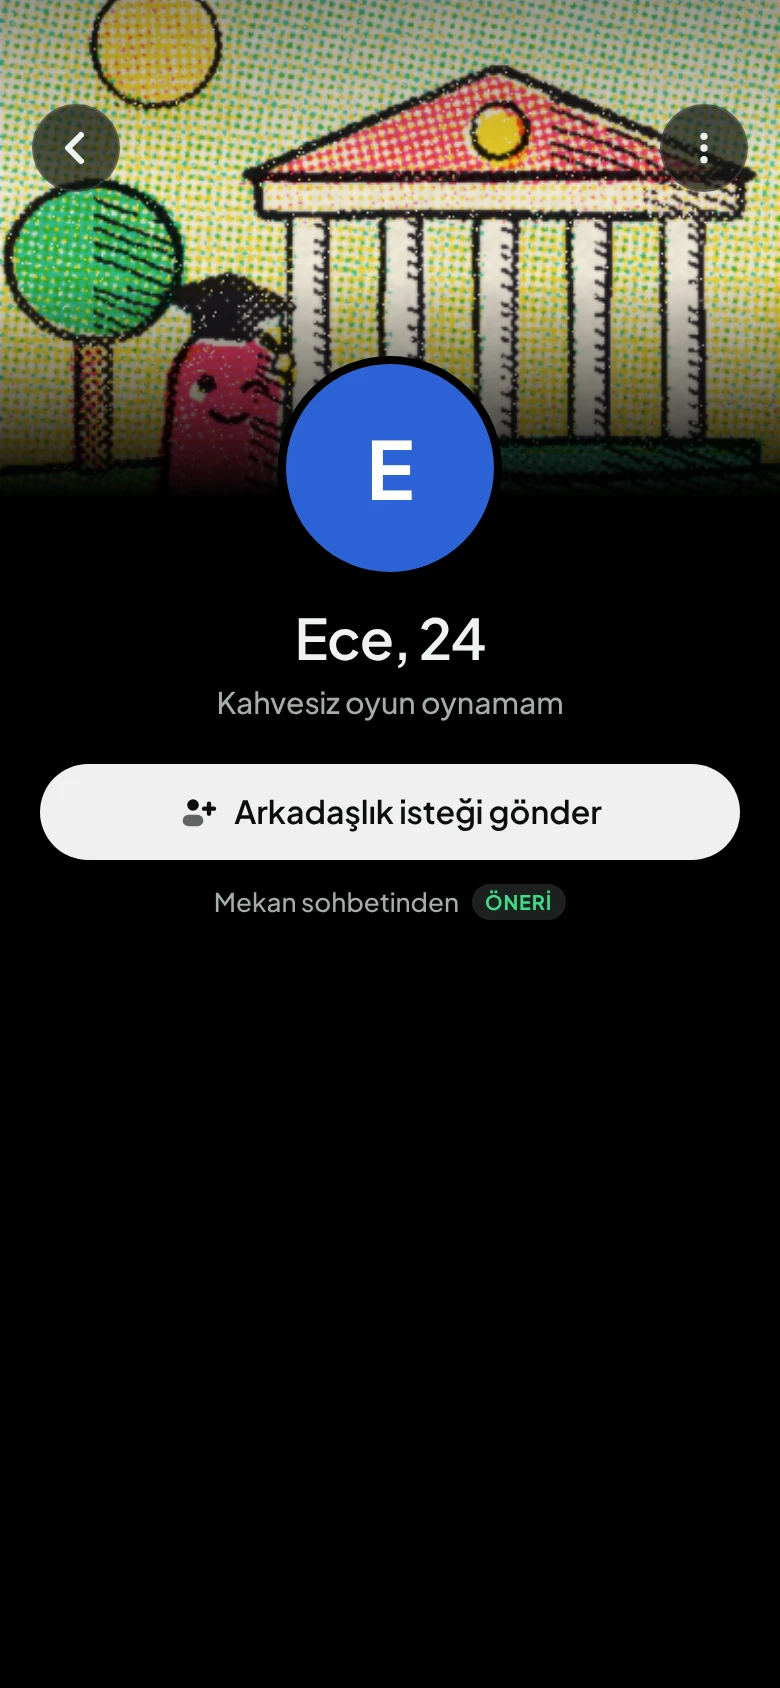 E
Ece, 24
Kahvesiz oyun oynamam
Arkadaşlık isteği gönder
Mekan sohbetinden ÖNERİ